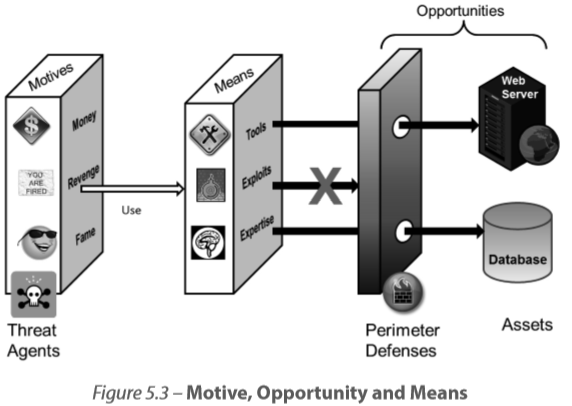 Opportunities
Motives
Means
Money
Revenge
Fame
YOU
ARE
FIRED
$
Use
Tools
Exploits
Expertise
X
Web
Server
Database
Threat
Agents
Perimeter
Defenses
Assets
Figure 5.3 – Motive, Opportunity and Means